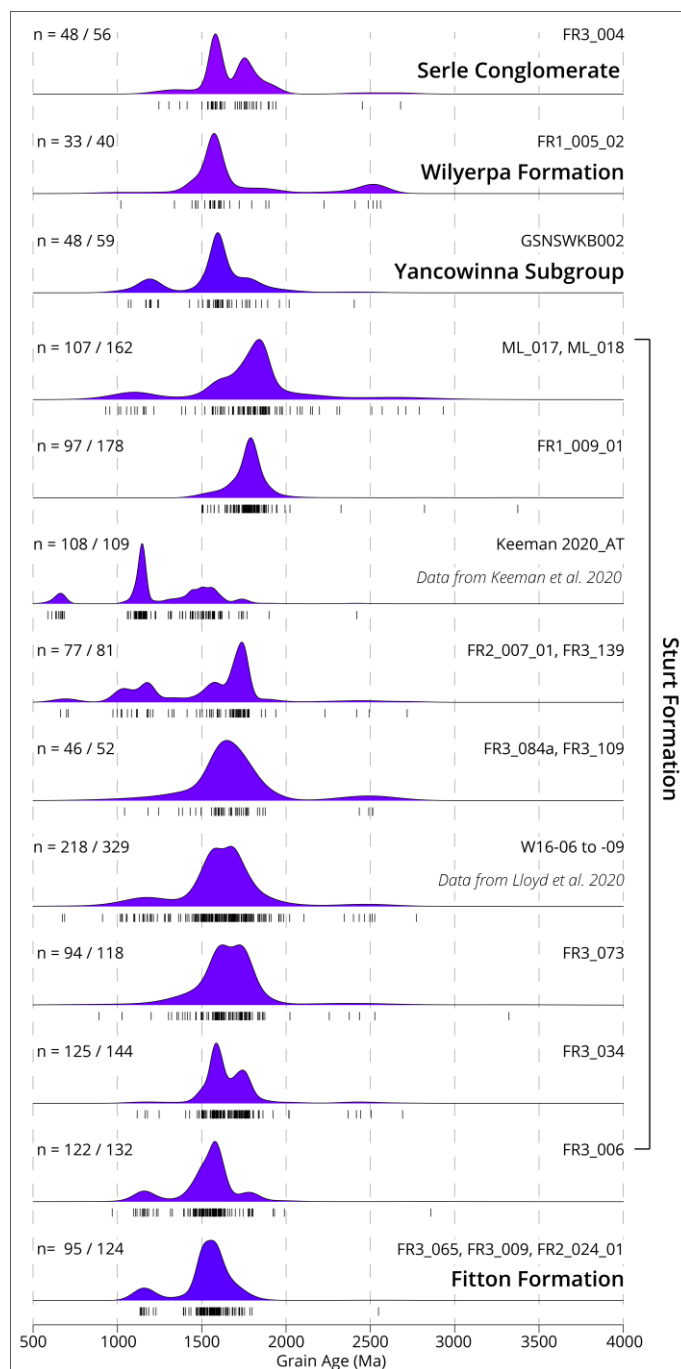 n = 48 / 56
FR3_004
Serle Conglomerate
n = 33 / 40
FR1_005_02
Wilyerpa Formation
n = 48 / 59
GSNSWKB002
Yancowinna Subgroup
n = 107 / 162
ML_017, ML_018
n = 97 / 178
FR1_009_01
n = 108 / 109
Keeman 2020_AT
Data from Keeman et al. 2020
n = 77 / 81
FR2_007_01, FR3_139
n = 46 / 52
FR3_084a, FR3_109
n = 218 / 329
W16-06 to -09
Data from Lloyd et al. 2020
n = 94 / 118
FR3_073
n = 125 / 144
FR3_034
n = 122 / 132
FR3_006
Sturt Formation
n= 95 / 124
FR3_065, FR3_009, FR2_024_01
Fitton Formation
500 1000 1500 2000 2500 3000 3500 4000
Grain Age (Ma)